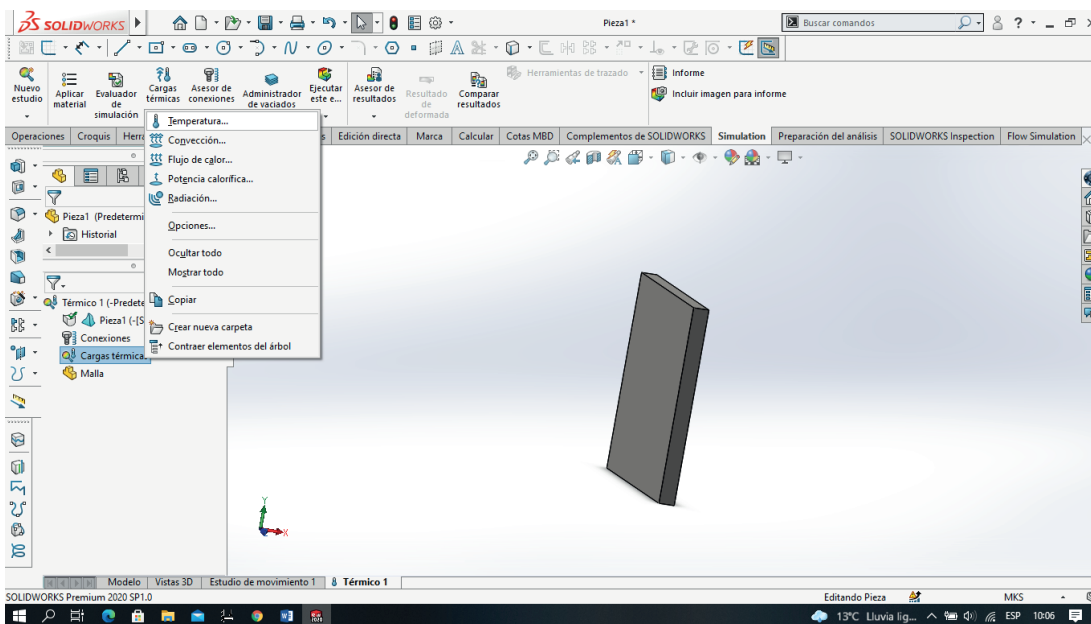 SOLIDWORKS
Pieza1 *
Buscar comandos
Nuevo estudio
Aplicar material
Evaluador de simulación
Cargas térmicas
Asesor de conexiones
Administrador de vaciados
Ejecutar este e...
Asesor de resultados
Resultado de deformada
Comparar resultados
Herramientas de trazado
Informe
Incluir imagen para informe
Operaciones Croquis Herra s Edición directa Marca Calcular Cotas MBD Complementos de SOLIDWORKS Simulation Preparación del análisis SOLIDWORKS Inspection Flow Simulation
Temperatura...
Convección...
Flujo de calor...
Potencia calorífica...
Radiación...
Opciones...
Ocultar todo
Mostrar todo
Copiar
Crear nueva carpeta
Contraer elementos del árbol
Pieza1 (Predetermi
Historial
Térmico 1 (-Predete
Pieza1 (-[S
Conexiones
Cargas térmicas
Malla
Y
X
Modelo Vistas 3D Estudio de movimiento 1 Térmico 1
SOLIDWORKS Premium 2020 SP1.0
Editando Pieza
MKS
13°C Lluvia lig...
ESP
10:06